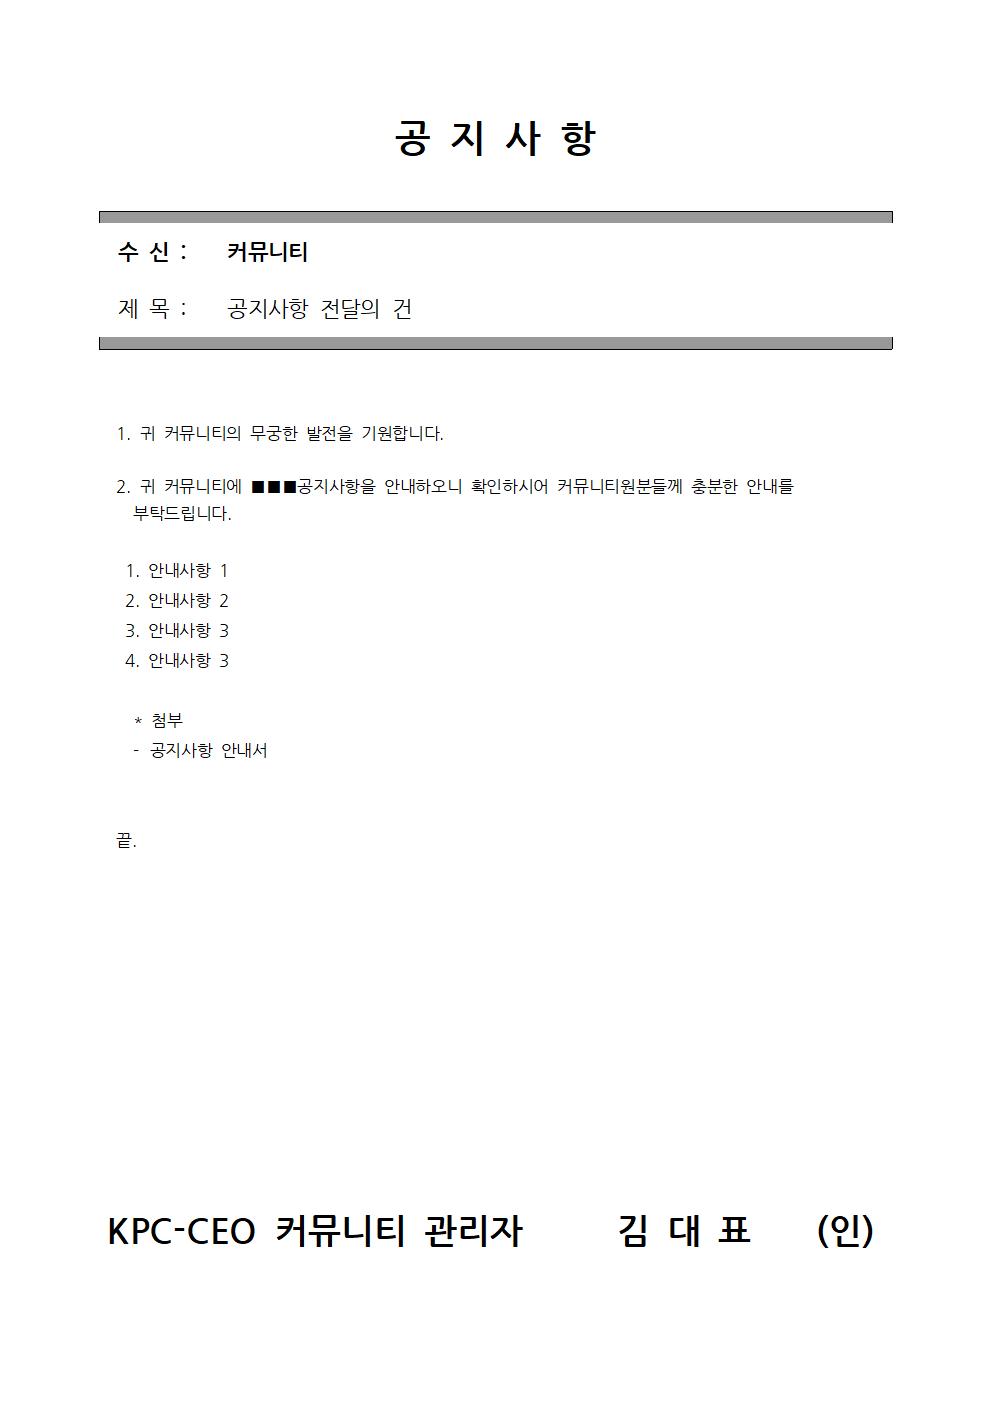 공 지 사 항
수 신 : 커뮤니티
제 목 : 공지사항 전달의 건
1. 귀 커뮤니티의 무궁한 발전을 기원합니다.
2. 귀 커뮤니티에 ■■■공지사항을 안내하오니 확인하시어 커뮤니티원분들께 충분한 안내를
부탁드립니다.
1. 안내사항 1
2. 안내사항 2
3. 안내사항 3
4. 안내사항 3
* 첨부
- 공지사항 안내서
끝.
KPC-CEO 커뮤니티 관리자 김 대 표 (인)